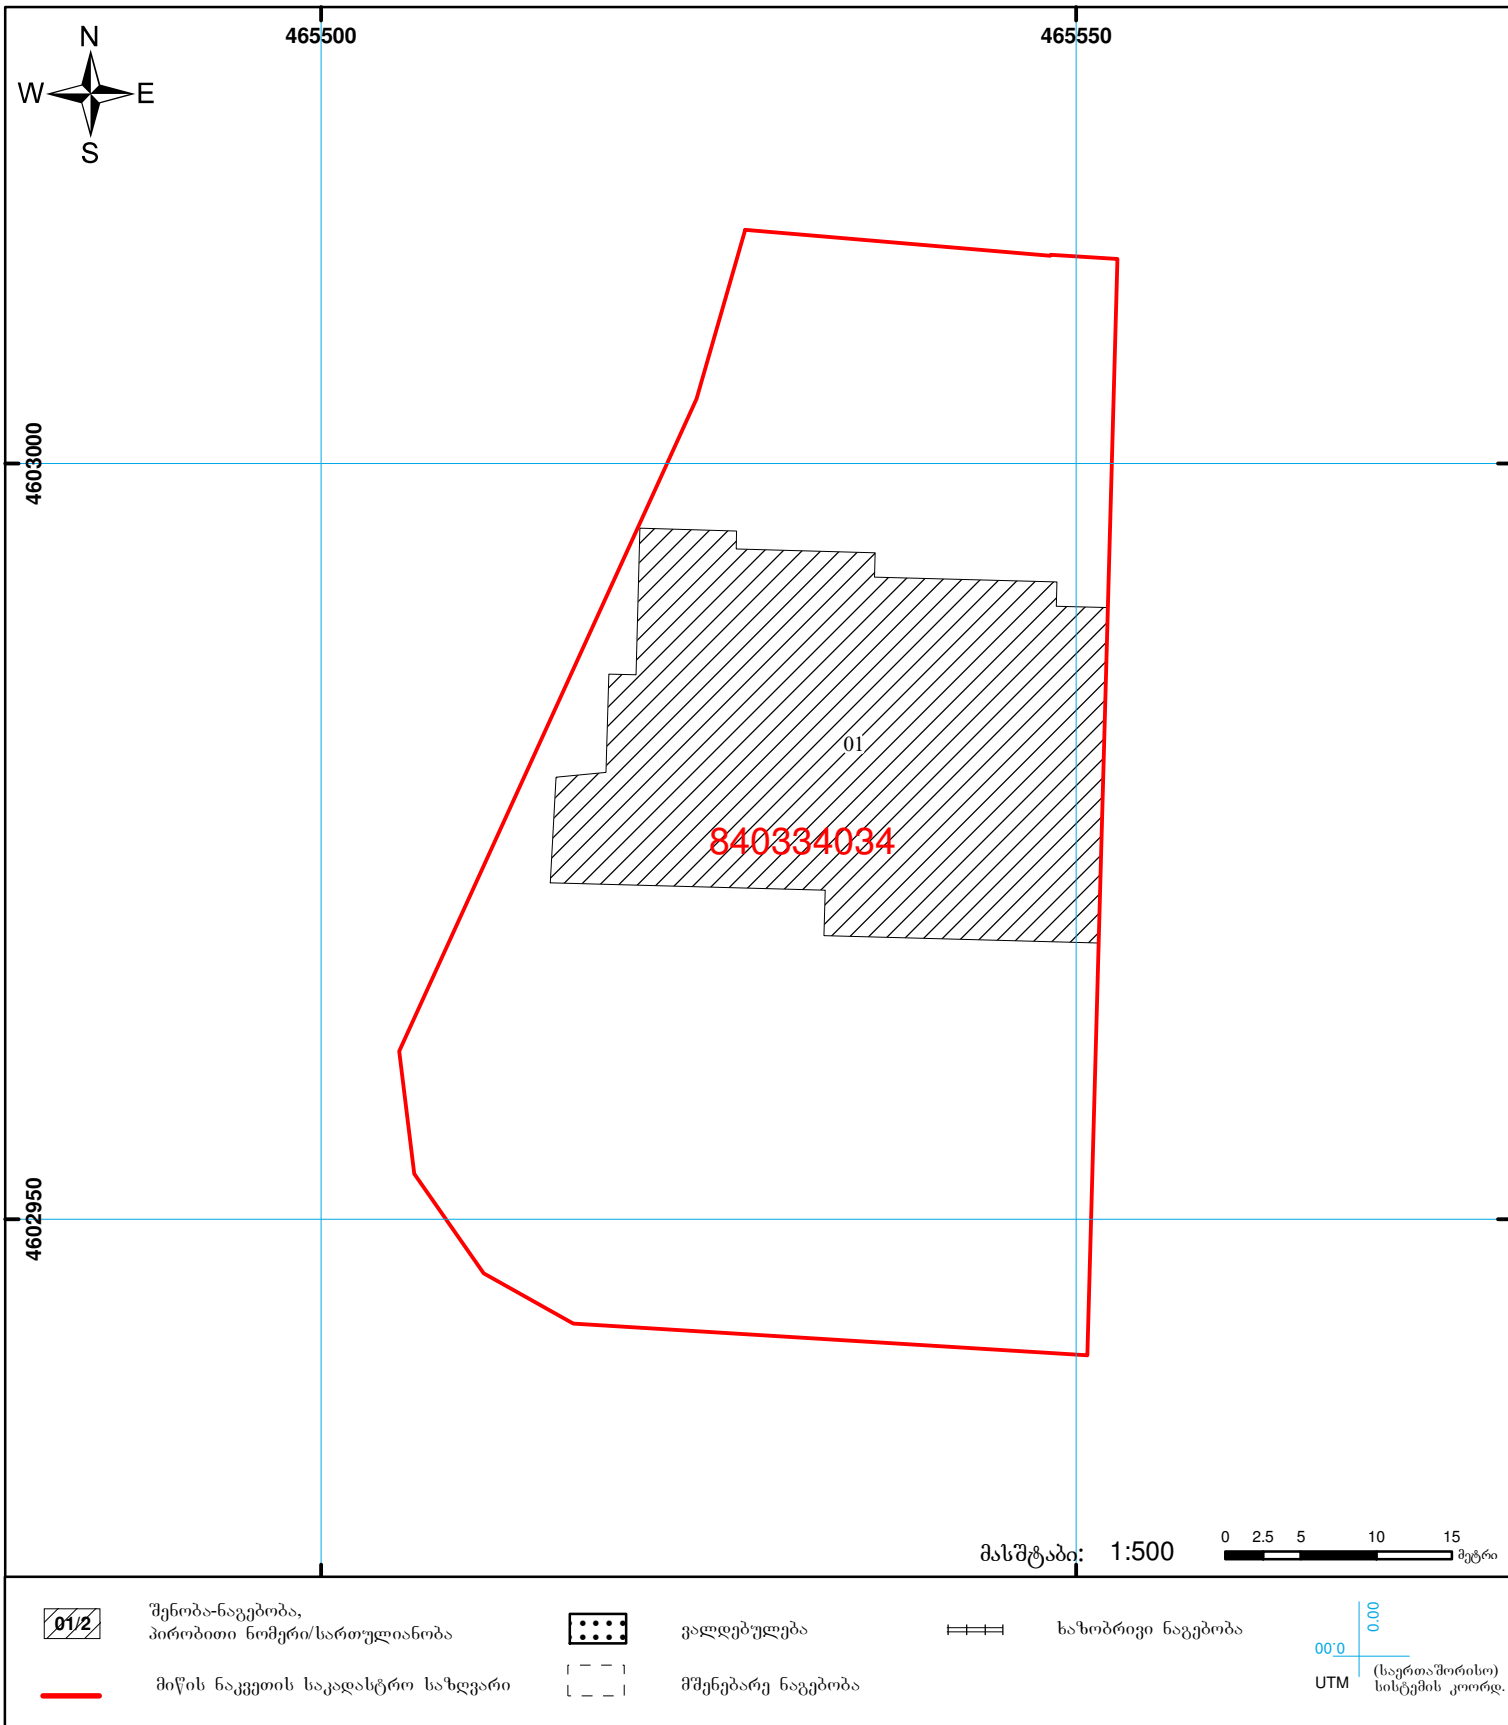 465500
465550
N
W E
S
4603000
01
840334034
4602950
მასშტაბი: 1:500
0 2.5 5 10 15
მეტრი
01/2
შენობა-ნაგებობა,
პირობითი ნომერი/სართულიანობა
ვალდებულება
ხაზობრივი ნაგებობა
00.0
0.00
მიწის ნაკვეთის საკადასტრო საზღვარი
მშენებარე ნაგებობა
UTM
(საერთაშორისო)
სისტემის კოორდ.